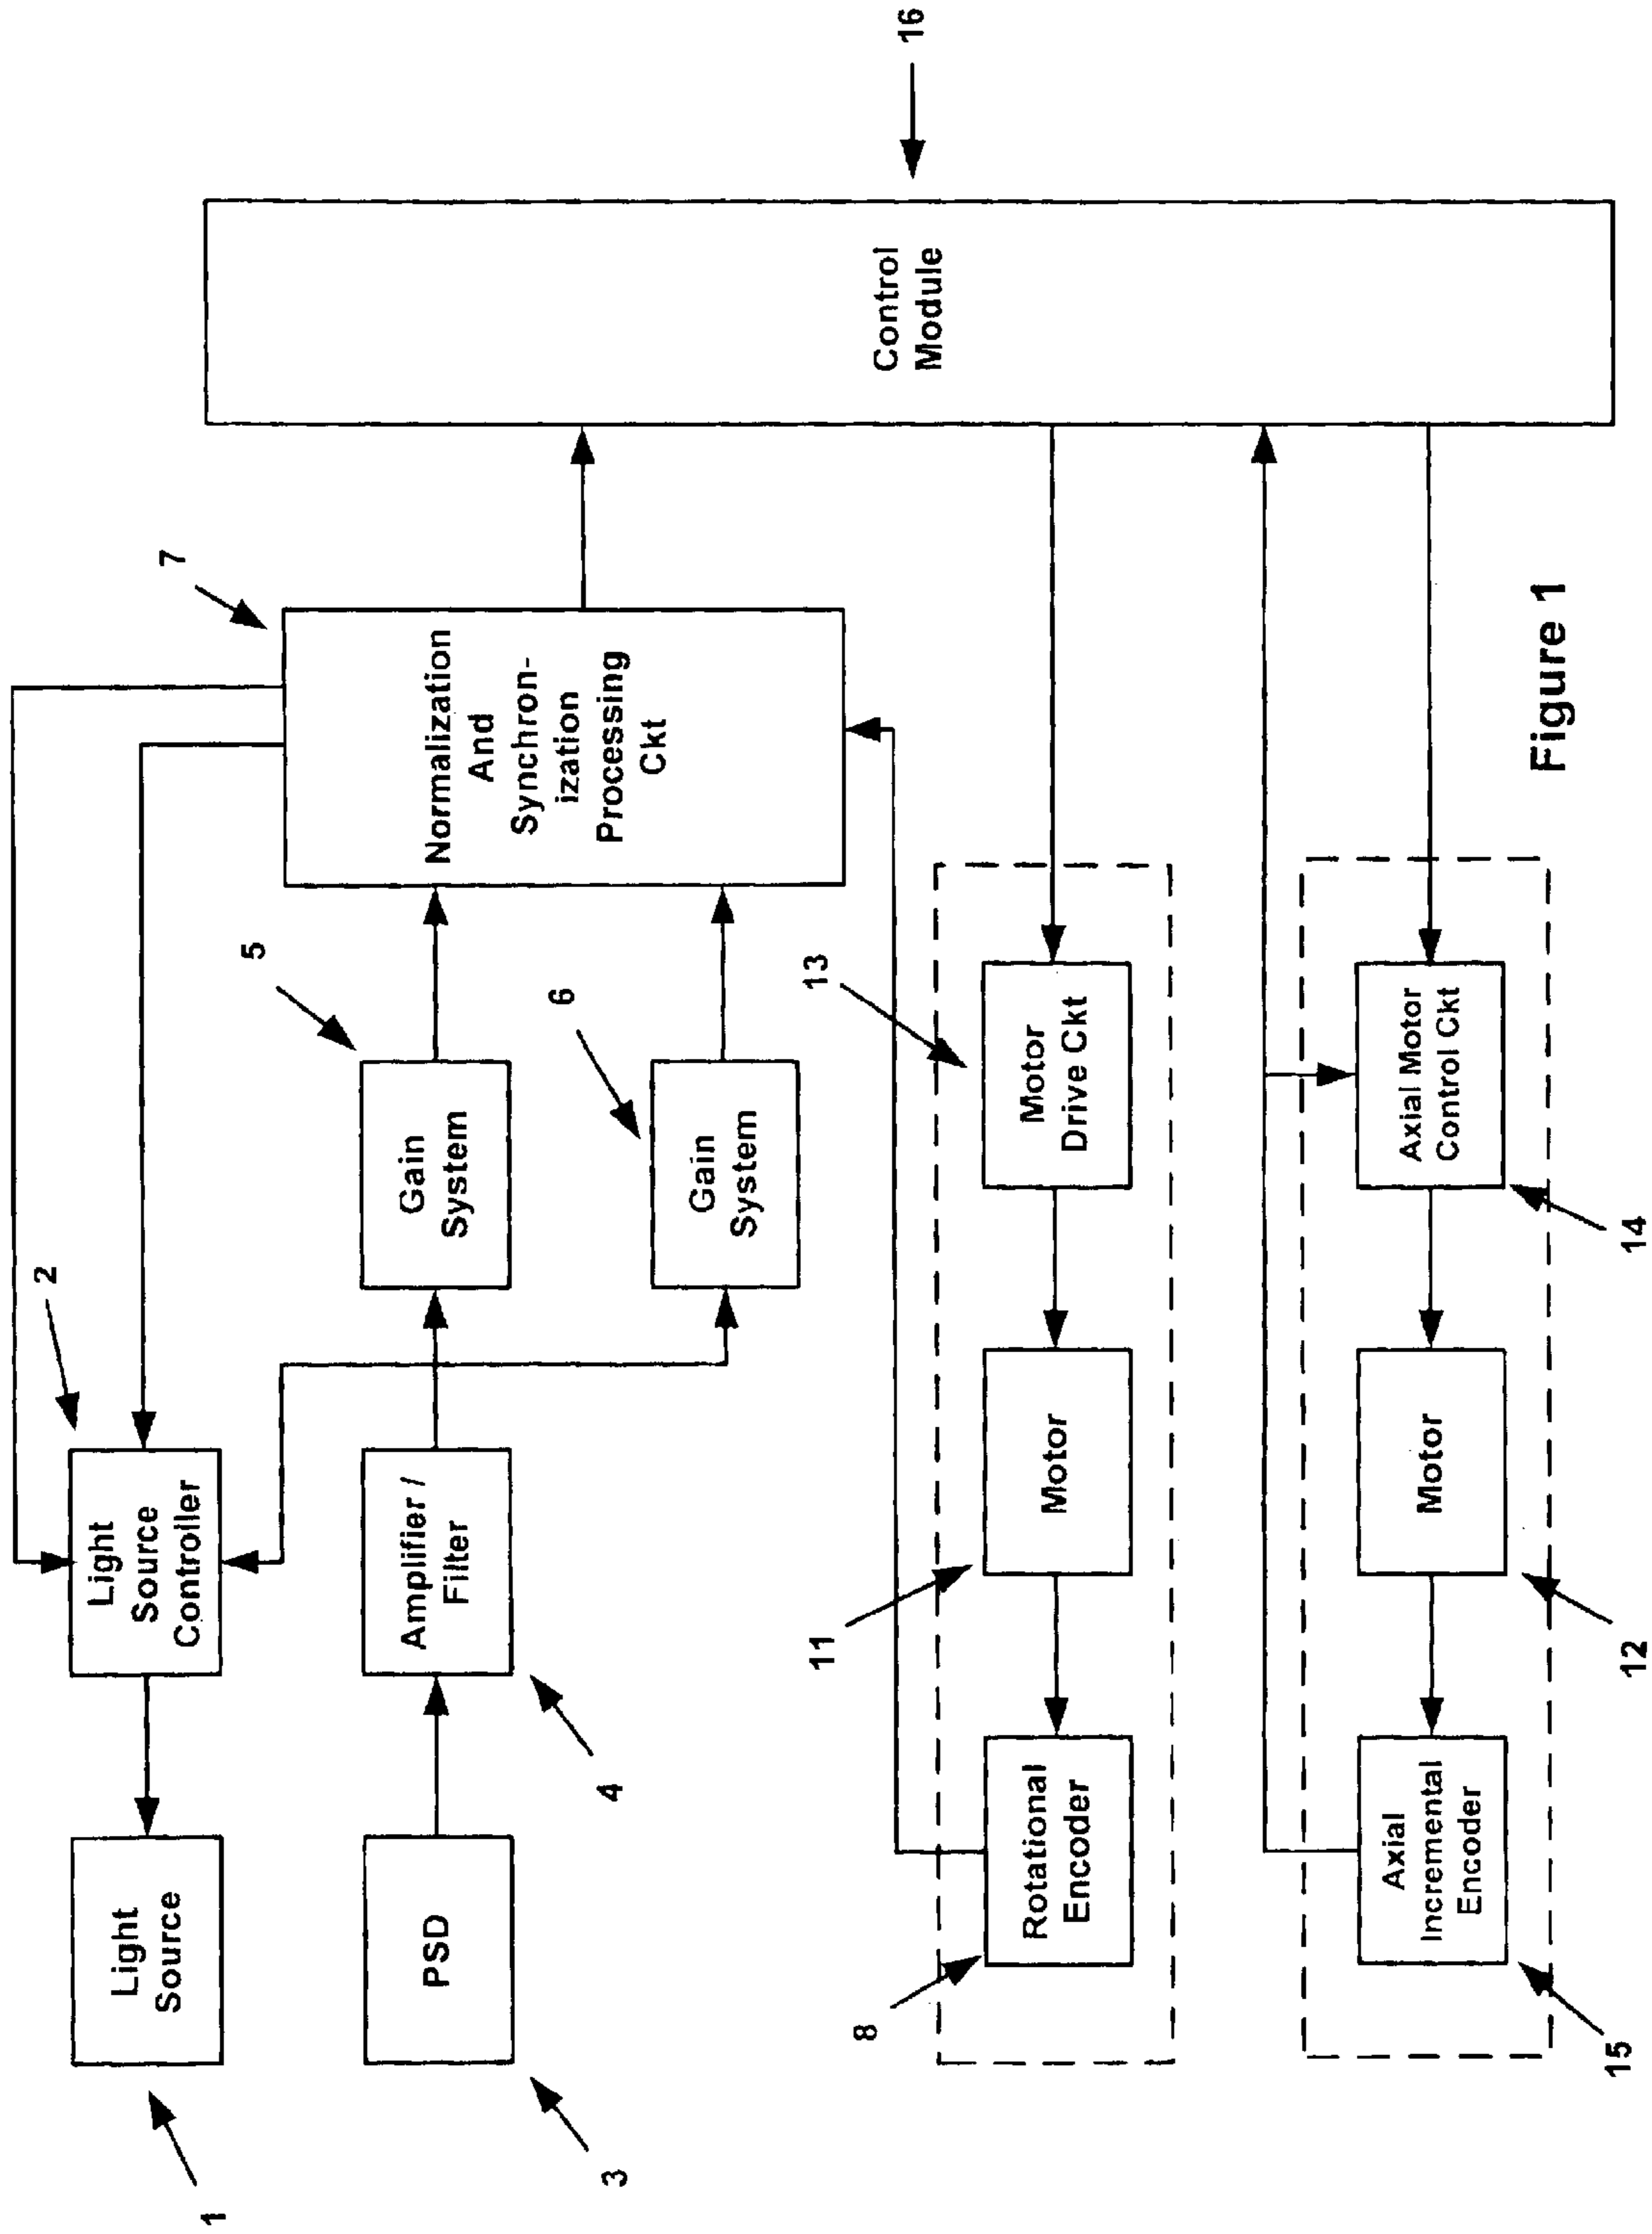 1
Light
Source
2
Light
Source
Controller
3
PSD
4
Amplifier /
Filter
5
Gain
System
6
Gain
System
7
Normalization
And
Synchron-
ization
Processing
Ckt
8
Rotational
Encoder
11
Motor
13
Motor
Drive Ckt
15
Axial
Incremental
Encoder
12
Motor
14
Axial Motor
Control Ckt
Control
Module
16
Figure 1